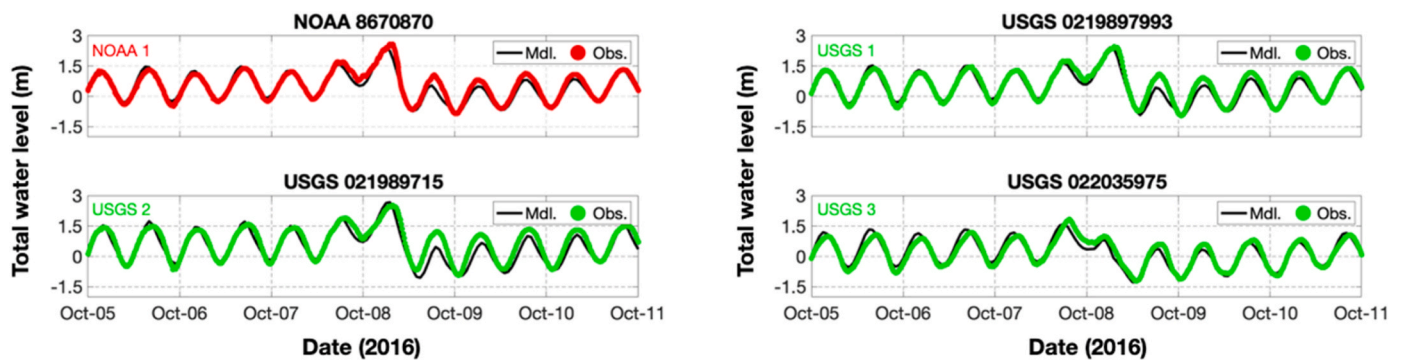 NOAA 8670870
Total water level (m)
3
1.5
0
-1.5
NOAA 1
Mdl. Obs.
USGS 021989715
3
1.5
0
-1.5
USGS 2
Mdl. Obs.
Oct-05 Oct-06 Oct-07 Oct-08 Oct-09 Oct-10 Oct-11
Date (2016)
USGS 0219897993
Total water level (m)
3
1.5
0
-1.5
USGS 1
Mdl. Obs.
USGS 022035975
3
1.5
0
-1.5
USGS 3
Mdl. Obs.
Oct-05 Oct-06 Oct-07 Oct-08 Oct-09 Oct-10 Oct-11
Date (2016)